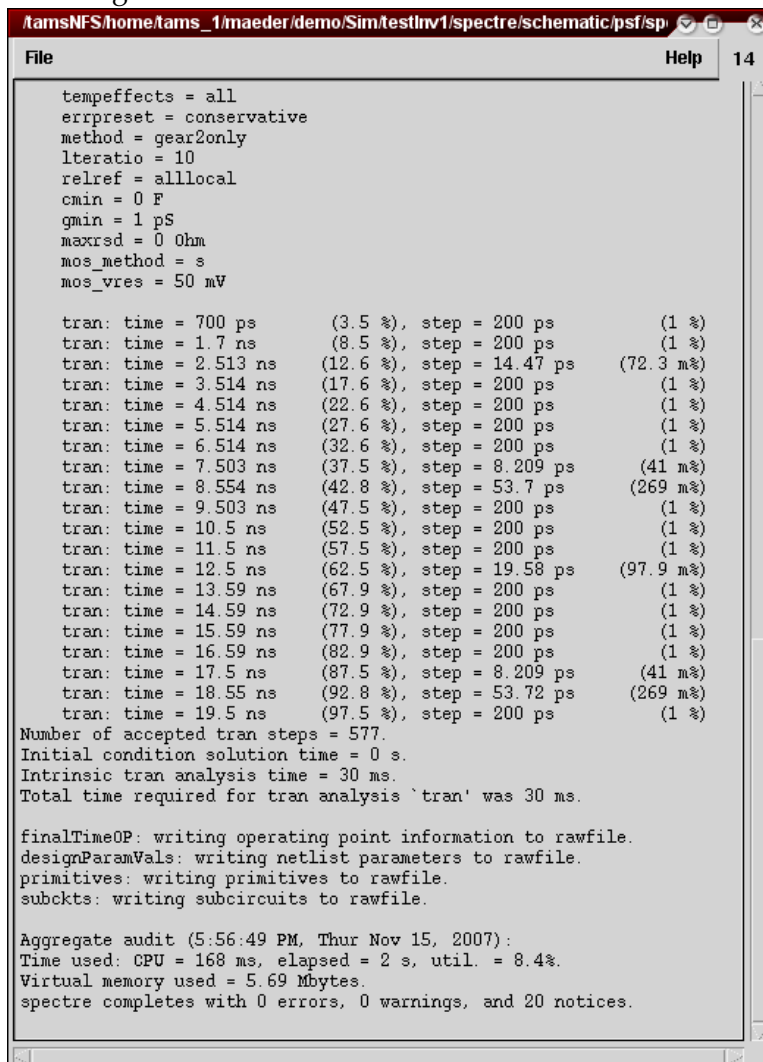 /tamsNFS/home/tams_1/maeder/demo/Sim/testInv1/spectre/schematic/psf/sp
File Help 14
tempeffects = all
errpreset = conservative
method = gear2only
lteratio = 10
relref = alllocal
cmin = 0 F
gmin = 1 pS
maxrsd = 0 Ohm
mos_method = s
mos_vres = 50 mV
tran: time = 700 ps (3.5 %), step = 200 ps (1 %)
tran: time = 1.7 ns (8.5 %), step = 200 ps (1 %)
tran: time = 2.513 ns (12.6 %), step = 14.47 ps (72.3 m%)
tran: time = 3.514 ns (17.6 %), step = 200 ps (1 %)
tran: time = 4.514 ns (22.6 %), step = 200 ps (1 %)
tran: time = 5.514 ns (27.6 %), step = 200 ps (1 %)
tran: time = 6.514 ns (32.6 %), step = 200 ps (1 %)
tran: time = 7.503 ns (37.5 %), step = 8.209 ps (41 m%)
tran: time = 8.554 ns (42.8 %), step = 53.7 ps (269 m%)
tran: time = 9.503 ns (47.5 %), step = 200 ps (1 %)
tran: time = 10.5 ns (52.5 %), step = 200 ps (1 %)
tran: time = 11.5 ns (57.5 %), step = 200 ps (1 %)
tran: time = 12.5 ns (62.5 %), step = 19.58 ps (97.9 m%)
tran: time = 13.59 ns (67.9 %), step = 200 ps (1 %)
tran: time = 14.59 ns (72.9 %), step = 200 ps (1 %)
tran: time = 15.59 ns (77.9 %), step = 200 ps (1 %)
tran: time = 16.59 ns (82.9 %), step = 200 ps (1 %)
tran: time = 17.5 ns (87.5 %), step = 8.209 ps (41 m%)
tran: time = 18.55 ns (92.8 %), step = 53.72 ps (269 m%)
tran: time = 19.5 ns (97.5 %), step = 200 ps (1 %)
Number of accepted tran steps = 577.
Initial condition solution time = 0 s.
Intrinsic tran analysis time = 30 ms.
Total time required for tran analysis `tran' was 30 ms.
finalTimeOP: writing operating point information to rawfile.
designParamVals: writing netlist parameters to rawfile.
primitives: writing primitives to rawfile.
subckts: writing subcircuits to rawfile.
Aggregate audit (5:56:49 PM, Thur Nov 15, 2007):
Time used: CPU = 168 ms, elapsed = 2 s, util. = 8.4%.
Virtual memory used = 5.69 Mbytes.
spectre completes with 0 errors, 0 warnings, and 20 notices.